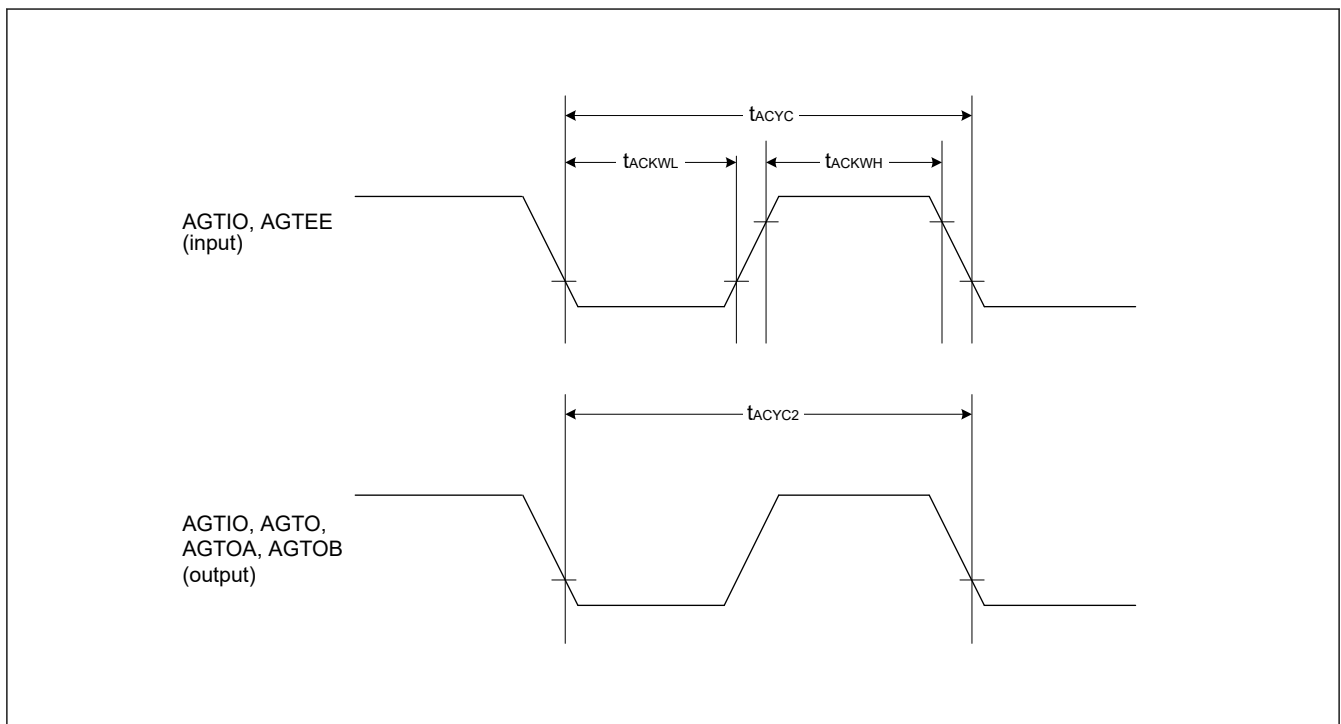 tACYC
tACKWL
tACKWH
AGTIO, AGTEE
(input)
tACYC2
AGTIO, AGTO,
AGTOA, AGTOB
(output)